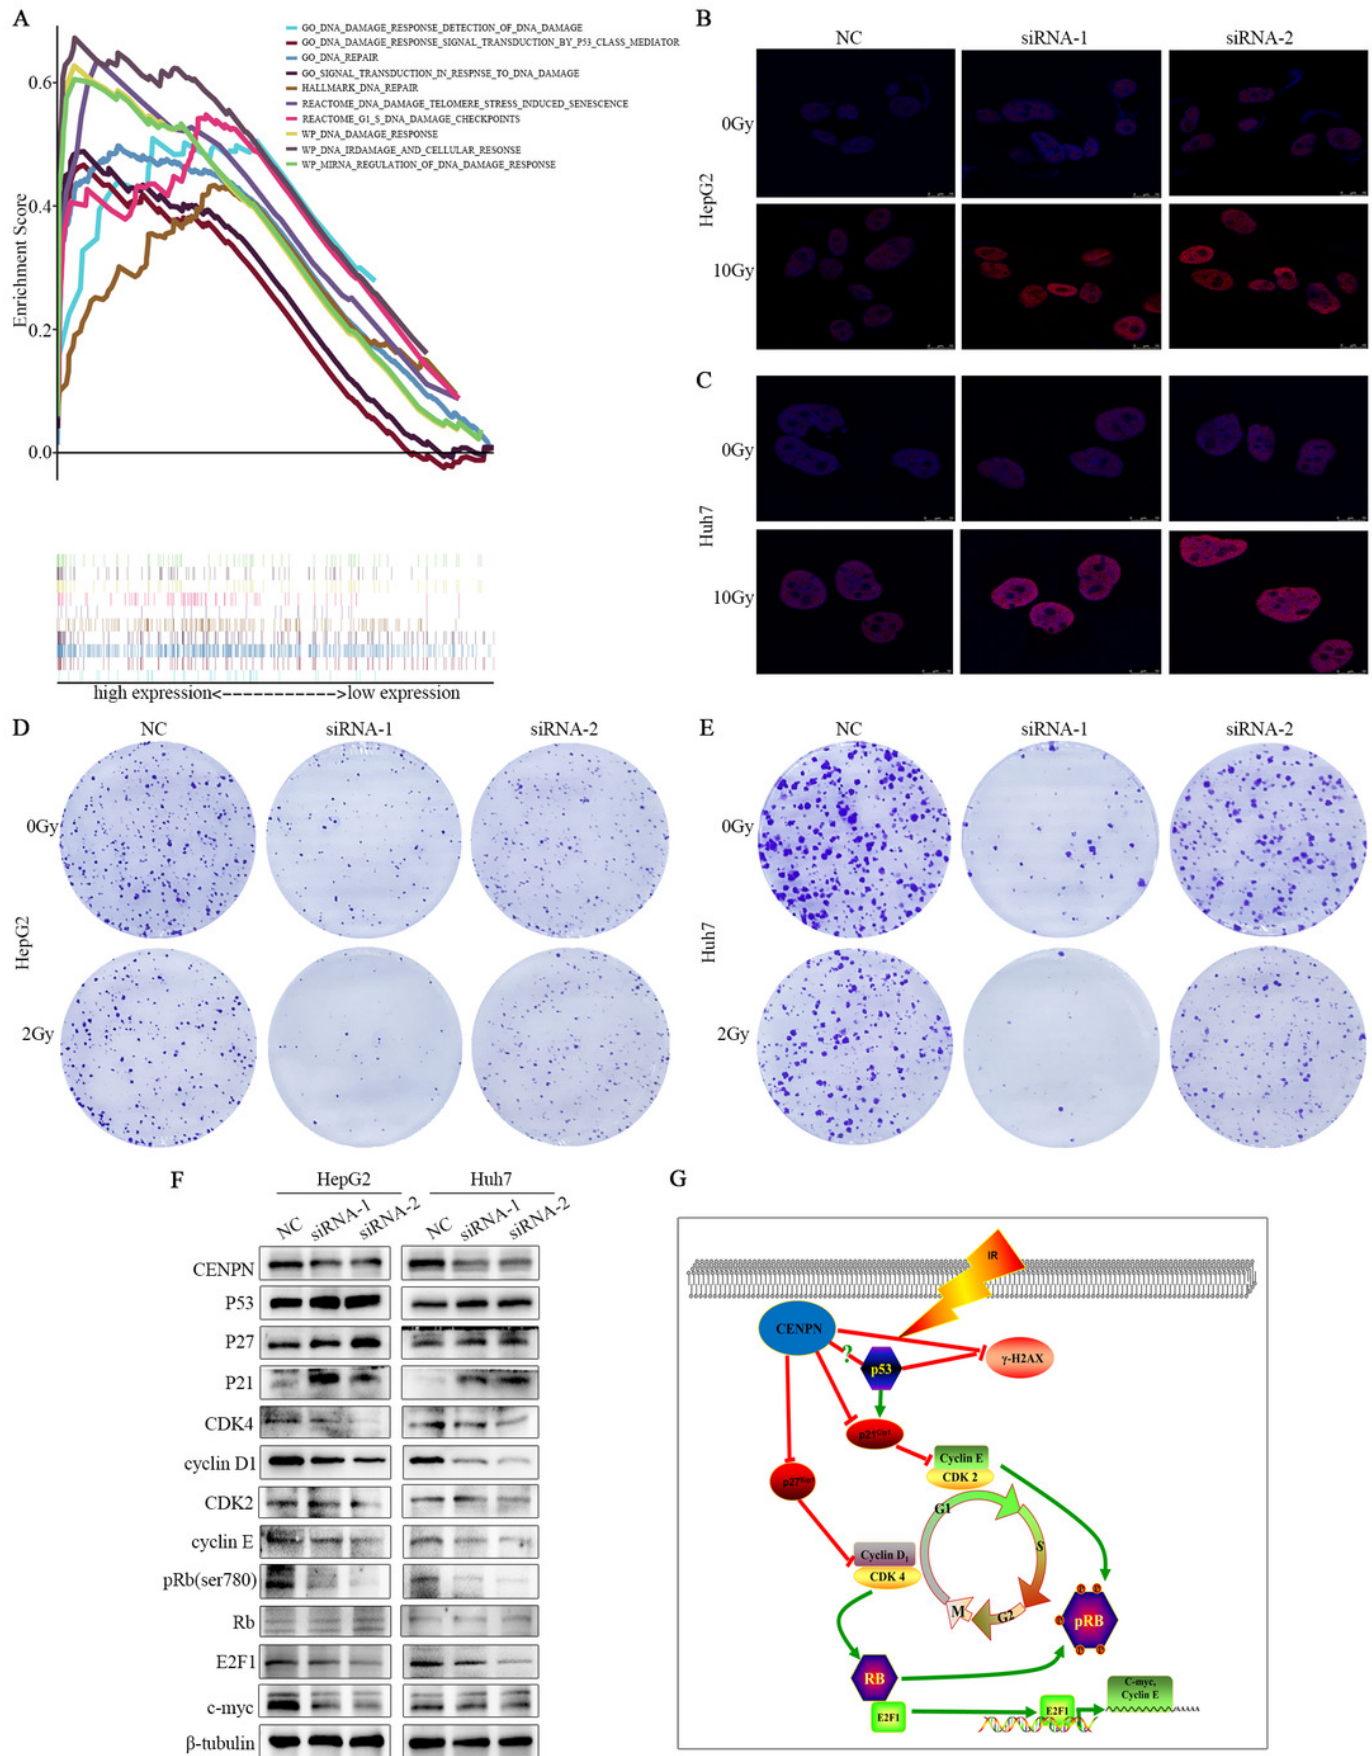 A
GO_DNA_DAMAGE_RESPONSE_DETECTION_OF_DNA_DAMAGE
GO_DNA_DAMAGE_RESPONSE_SIGNAL_TRANSDUCTION_BY_P53_CLASS_MEDIATOR
GO_DNA_REPAIR
GO_SIGNAL_TRANSDUCTION_IN_RESPNSE_TO_DNA_DAMAGE
HALLMARK_DNA_REPAIR
REACTOME_DNA_DAMAGE_TELOMERE_STRESS_INDUCED_SENESCENCE
REACTOME_G1_S_DNA_DAMAGE_CHECKPOINTS
WP_DNA_DAMAGE_RESPONSE
WP_DNA_IRDAMAGE_AND_CELLULAR_RESONSE
WP_MIRNA_REGULATION_OF_DNA_DAMAGE_RESPONSE
Enrichment Score
0.6
0.4
0.2
0.0
high expression<------------>low expression
B
NC
siRNA-1
siRNA-2
HepG2
0Gy
10Gy
C
Huh7
0Gy
10Gy
D
NC
siRNA-1
siRNA-2
HepG2
0Gy
2Gy
E
NC
siRNA-1
siRNA-2
Huh7
0Gy
2Gy
F
HepG2
Huh7
NC
siRNA-1
siRNA-2
NC
siRNA-1
siRNA-2
CENPN
P53
P27
P21
CDK4
cyclin D1
CDK2
cyclin E
pRb(ser780)
Rb
E2F1
c-myc
β-tubulin
G
IR
CENPN
?
p53
γ-H2AX
p21Cip1
Cyclin E
CDK 2
p27Kip1
G1
S
Cyclin D1
CDK 4
M
G2
P
P
P
pRB
P
P
RB
E2F1
E2F1
C-myc,
Cyclin E
AAAAA